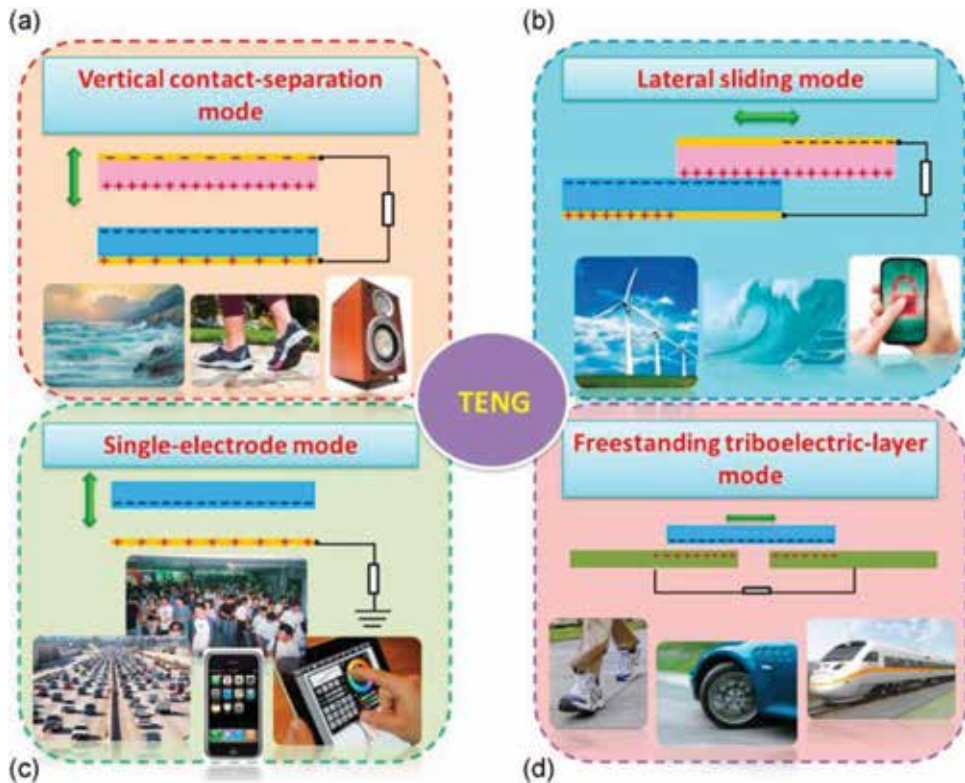 (a)
Vertical contact-separation
mode
(b)
Lateral sliding mode
TENG
Single-electrode mode
(c)
Freestanding triboelectric-layer
mode
(d)